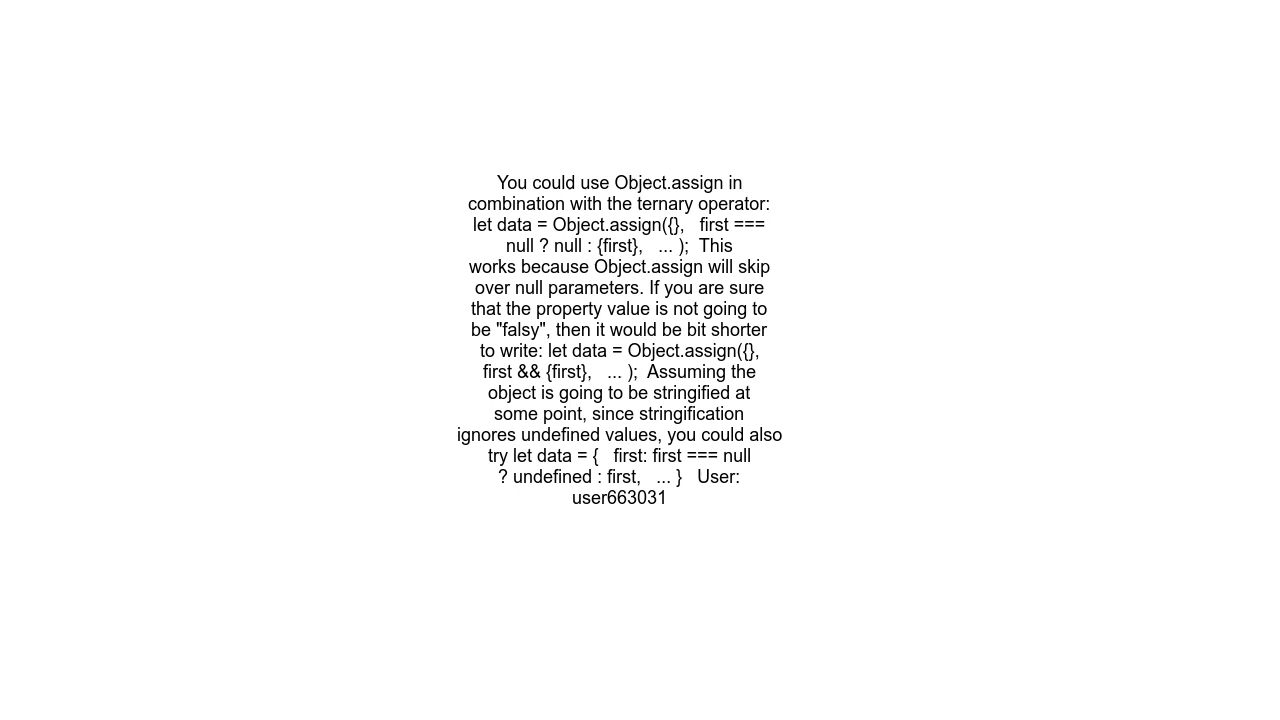 You could use Object.assign in
combination with the ternary operator:
let data = Object.assign({},   first ===
null ? null : {first},   ... );  This
works because Object.assign will skip
over null parameters. If you are sure
that the property value is not going to
be "falsy", then it would be bit shorter
to write: let data = Object.assign({},
first && {first},   ... );  Assuming the
object is going to be stringified at
some point, since stringification
ignores undefined values, you could also
try let data = {   first: first === null
? undefined : first,   ... }   User:
user663031